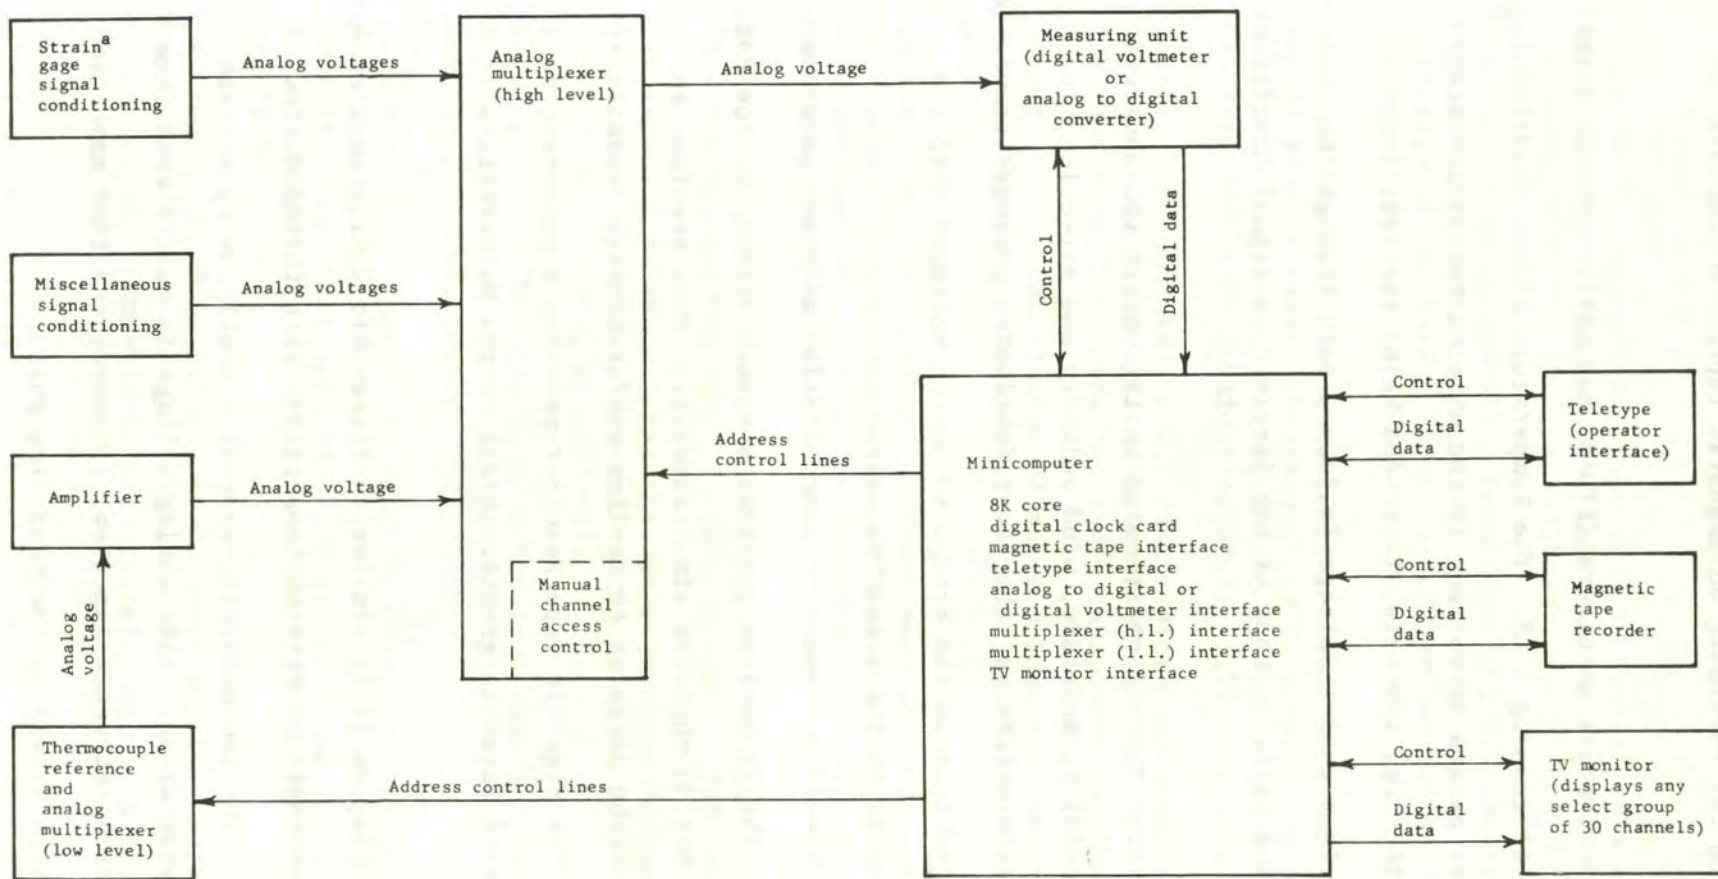 Strain^a
gage
signal
conditioning
Analog voltages
Analog
multiplexer
(high level)
Analog voltage
Measuring unit
(digital voltmeter
or
analog to digital
converter)
Miscellaneous
signal
conditioning
Analog voltages
Control
Digital data
Amplifier
Analog voltage
Manual
channel
access
control
Address
control lines
Minicomputer
8K core
digital clock card
magnetic tape interface
teletype interface
analog to digital or
digital voltmeter interface
multiplexer (h.l.) interface
multiplexer (l.l.) interface
TV monitor interface
Control
Digital
data
Teletype
(operator
interface)
Control
Digital
data
Magnetic
tape
recorder
Control
Digital
data
TV monitor
(displays any
select group
of 30 channels)
Analog
voltage
Thermocouple
reference
and
analog
multiplexer
(low level)
Address control lines